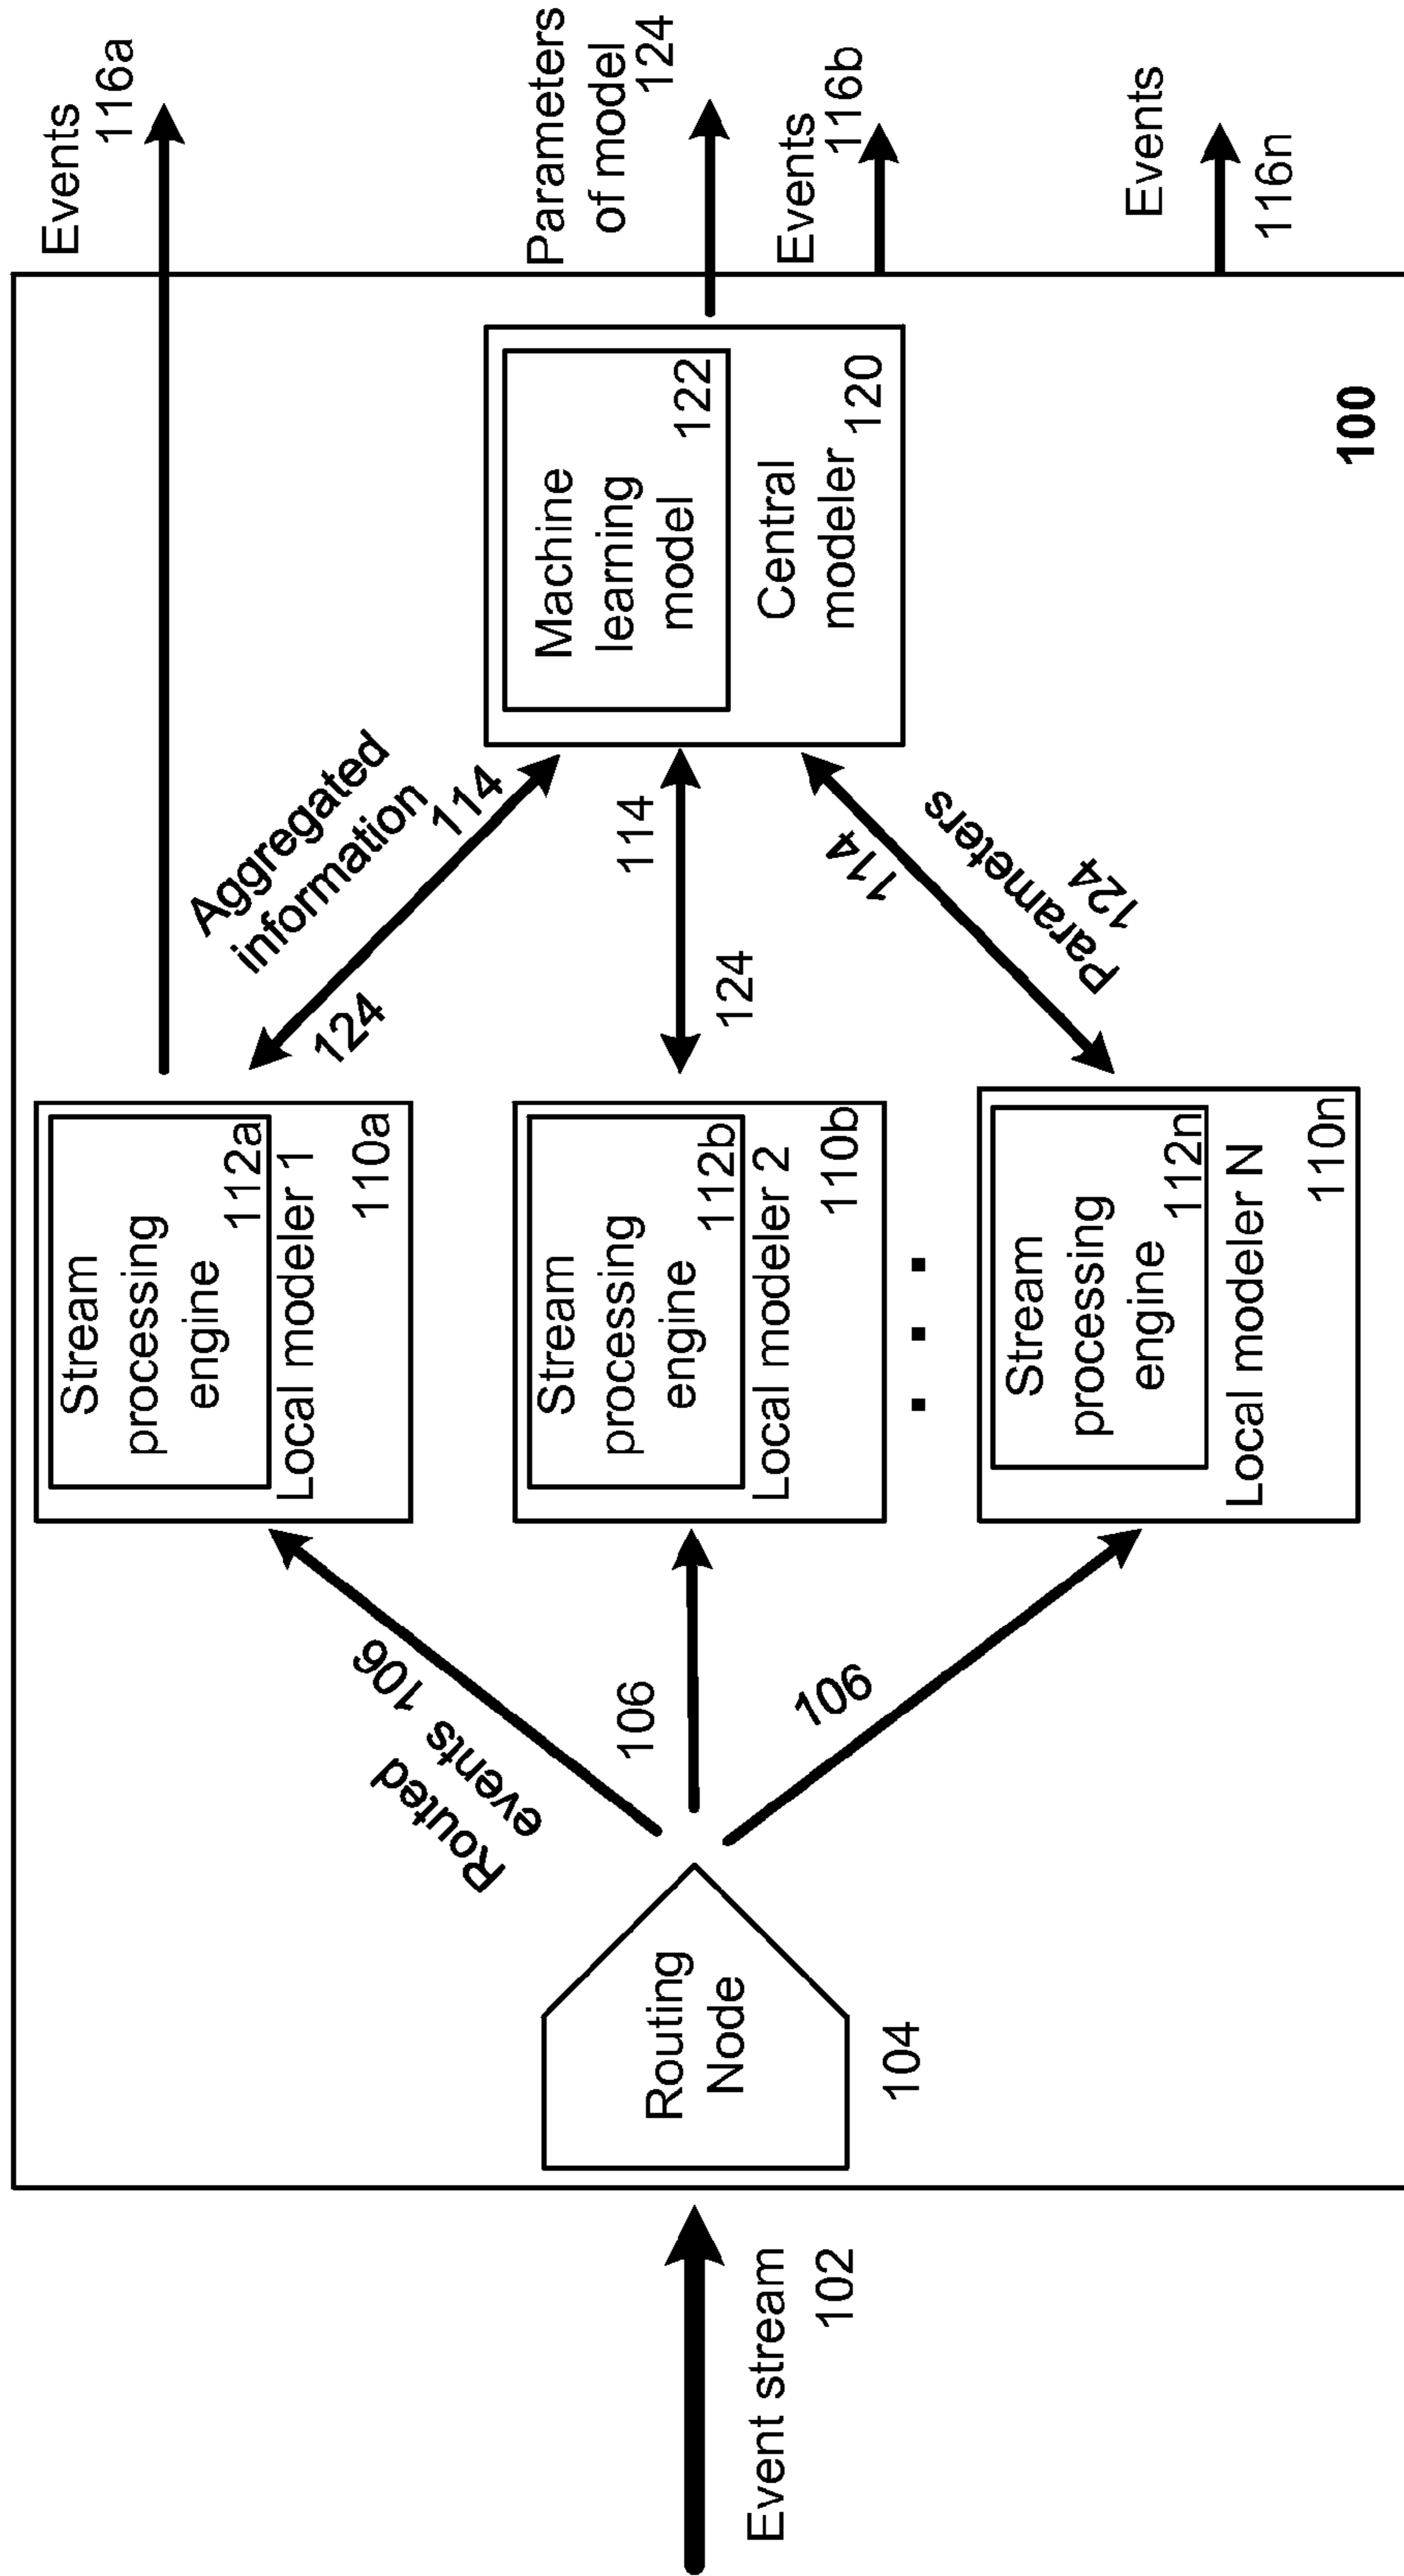 Event stream
102
Routing
Node
104
Routed
events 106
106
106
Stream
processing
engine
112a
Local modeler 1
110a
Stream
processing
engine
112b
Local modeler 2
110b
. . .
Stream
processing
engine
112n
Local modeler N
110n
Aggregated
information
114
124
114
124
114
Parameters
124
Machine
learning
model
122
Central
modeler
120
Events
116a
Parameters
of model
124
Events
116b
Events
116n
100